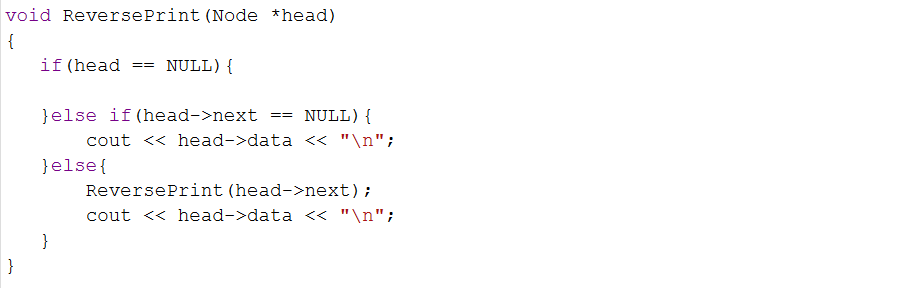 void ReversePrint(Node *head)
{
   if(head == NULL){

   }else if(head->next == NULL){
       cout << head->data << "\n";
   }else{
       ReversePrint(head->next);
       cout << head->data << "\n";
   }
}